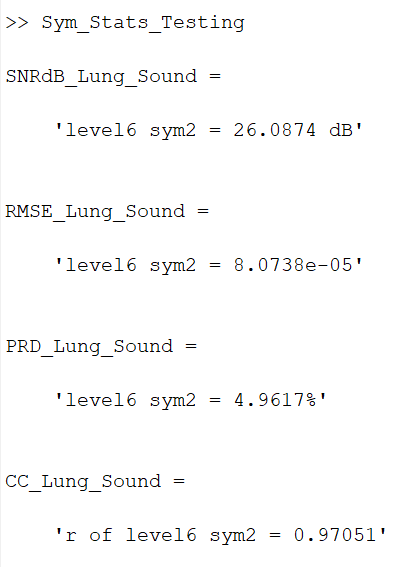 >> Sym_Stats_Testing
SNRdB_Lung_Sound =
'level6 sym2 = 26.0874 dB'
RMSE_Lung_Sound =
'level6 sym2 = 8.0738e-05'
PRD_Lung_Sound =
'level6 sym2 = 4.9617%'
CC_Lung_Sound =
'r of level6 sym2 = 0.97051'